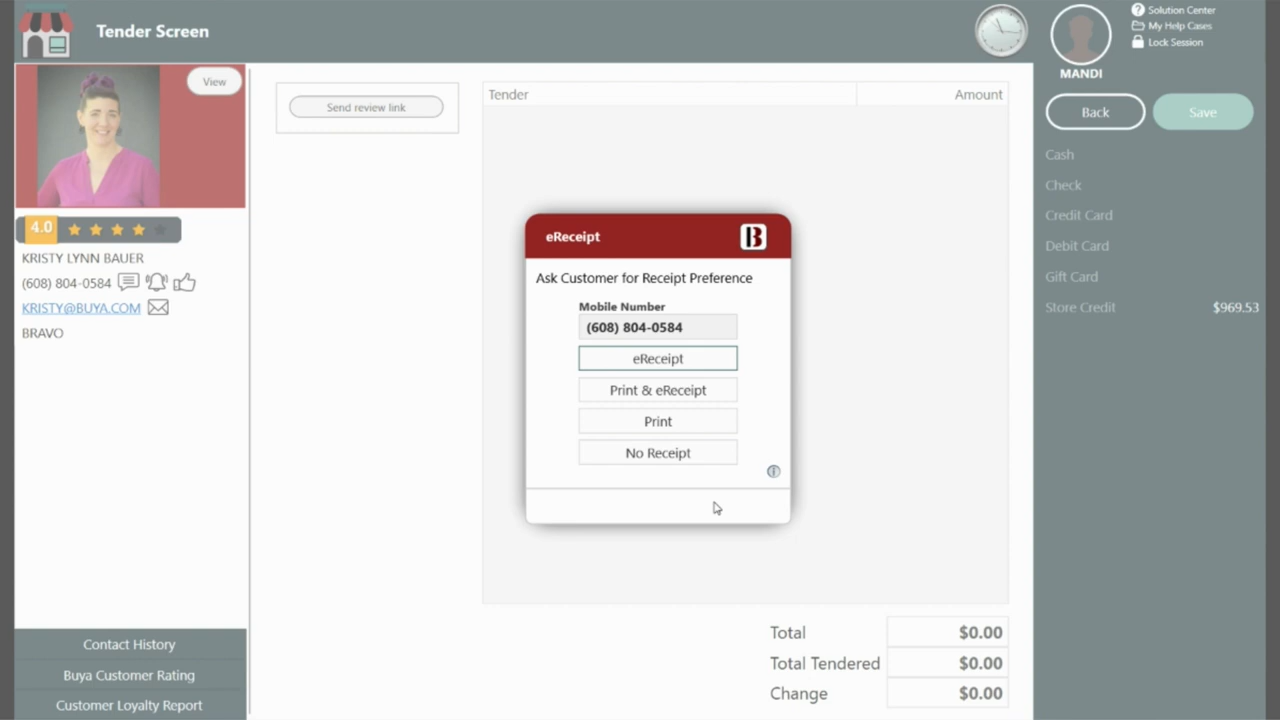 Tender Screen
Solution Center
My Help Cases
Lock Session
MANDI
View
Send review link
Tender Amount
Back Save
Cash
Check
Credit Card
Debit Card
Gift Card
Store Credit $969.53
4.0
KRISTY LYNN BAUER
(608) 804-0584
KRISTY@BUYA.COM
BRAVO
eReceipt B
Ask Customer for Receipt Preference
Mobile Number
(608) 804-0584
eReceipt
Print & eReceipt
Print
No Receipt
Total $0.00
Total Tendered $0.00
Change $0.00
Contact History
Buya Customer Rating
Customer Loyalty Report